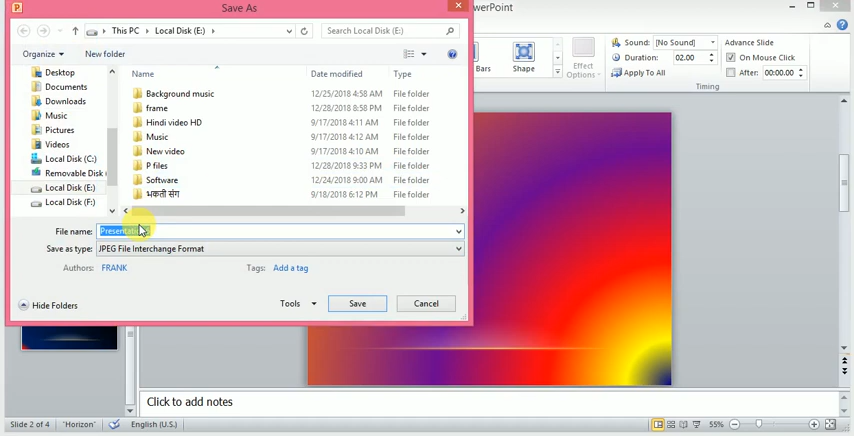 Save As
werPoint
This PC
Local Disk (E:)
Search Local Disk (E:)
Organize
New folder
Desktop
Documents
Downloads
Music
Pictures
Videos
Local Disk (C:)
Removable Disk
Local Disk (E:)
Local Disk (F:)
Name Date modified Type
Background music 12/25/2018 4:58 AM File folder
frame 12/28/2018 8:58 PM File folder
Hindi video HD 9/17/2018 4:11 AM File folder
Music 9/17/2018 4:12 AM File folder
New video 9/17/2018 4:10 AM File folder
P files 12/28/2018 9:33 PM File folder
Software 12/24/2018 9:00 AM File folder
भकती संग 9/18/2018 6:12 PM File folder
File name:
Save as type: JPEG File Interchange Format
Authors: FRANK Tags: Add a tag
Hide Folders Tools Save Cancel
Bars
Shape
Effect
Options
Sound: [No Sound]
Duration: 02.00
Apply To All
Advance Slide
On Mouse Click
After: 00:00.00
Timing
Click to add notes
Slide 2 of 4 "Horizon" English (U.S.) 55%